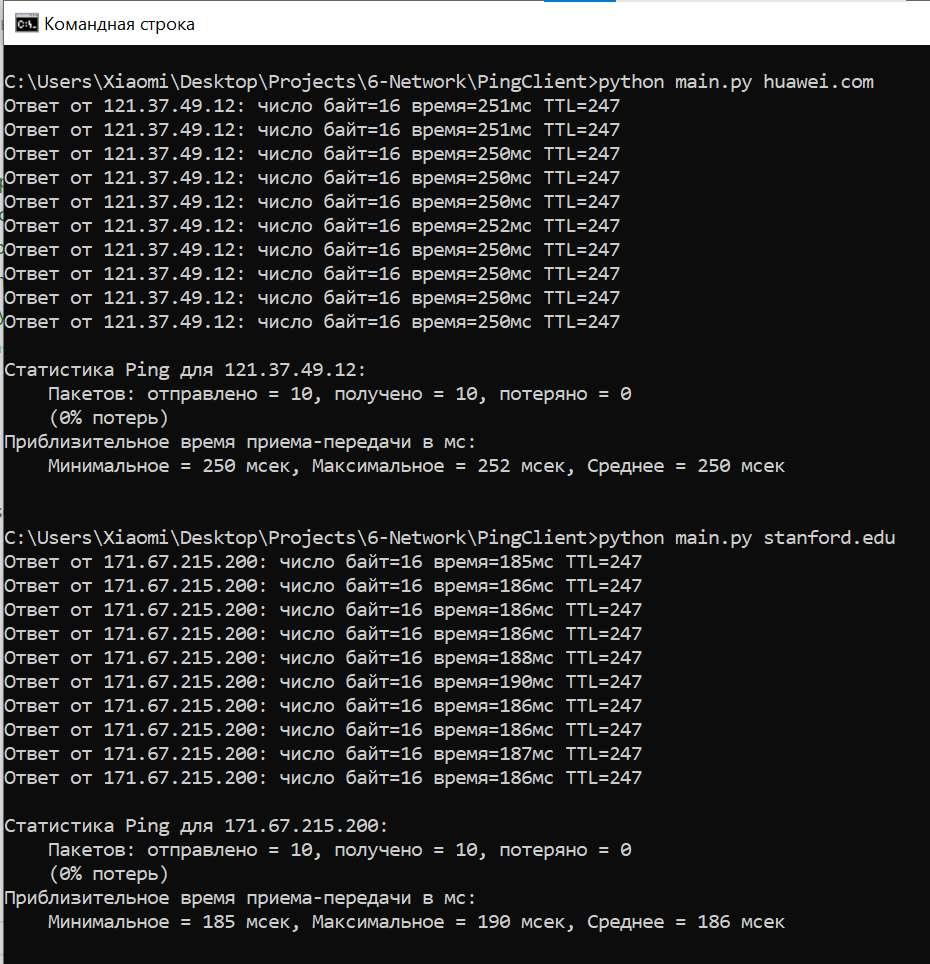 Командная строка
C:\Users\Xiaomi\Desktop\Projects\6-Network\PingClient>python main.py huawei.com
Ответ от 121.37.49.12: число байт=16 время=251мс TTL=247
Ответ от 121.37.49.12: число байт=16 время=251мс TTL=247
Ответ от 121.37.49.12: число байт=16 время=250мс TTL=247
Ответ от 121.37.49.12: число байт=16 время=250мс TTL=247
Ответ от 121.37.49.12: число байт=16 время=250мс TTL=247
Ответ от 121.37.49.12: число байт=16 время=252мс TTL=247
Ответ от 121.37.49.12: число байт=16 время=250мс TTL=247
Ответ от 121.37.49.12: число байт=16 время=250мс TTL=247
Ответ от 121.37.49.12: число байт=16 время=250мс TTL=247
Ответ от 121.37.49.12: число байт=16 время=250мс TTL=247
Статистика Ping для 121.37.49.12:
Пакетов: отправлено = 10, получено = 10, потеряно = 0
(0% потерь)
Приблизительное время приема-передачи в мс:
Минимальное = 250 мсек, Максимальное = 252 мсек, Среднее = 250 мсек
C:\Users\Xiaomi\Desktop\Projects\6-Network\PingClient>python main.py stanford.edu
Ответ от 171.67.215.200: число байт=16 время=185мс TTL=247
Ответ от 171.67.215.200: число байт=16 время=186мс TTL=247
Ответ от 171.67.215.200: число байт=16 время=186мс TTL=247
Ответ от 171.67.215.200: число байт=16 время=186мс TTL=247
Ответ от 171.67.215.200: число байт=16 время=188мс TTL=247
Ответ от 171.67.215.200: число байт=16 время=190мс TTL=247
Ответ от 171.67.215.200: число байт=16 время=186мс TTL=247
Ответ от 171.67.215.200: число байт=16 время=186мс TTL=247
Ответ от 171.67.215.200: число байт=16 время=187мс TTL=247
Ответ от 171.67.215.200: число байт=16 время=186мс TTL=247
Статистика Ping для 171.67.215.200:
Пакетов: отправлено = 10, получено = 10, потеряно = 0
(0% потерь)
Приблизительное время приема-передачи в мс:
Минимальное = 185 мсек, Максимальное = 190 мсек, Среднее = 186 мсек